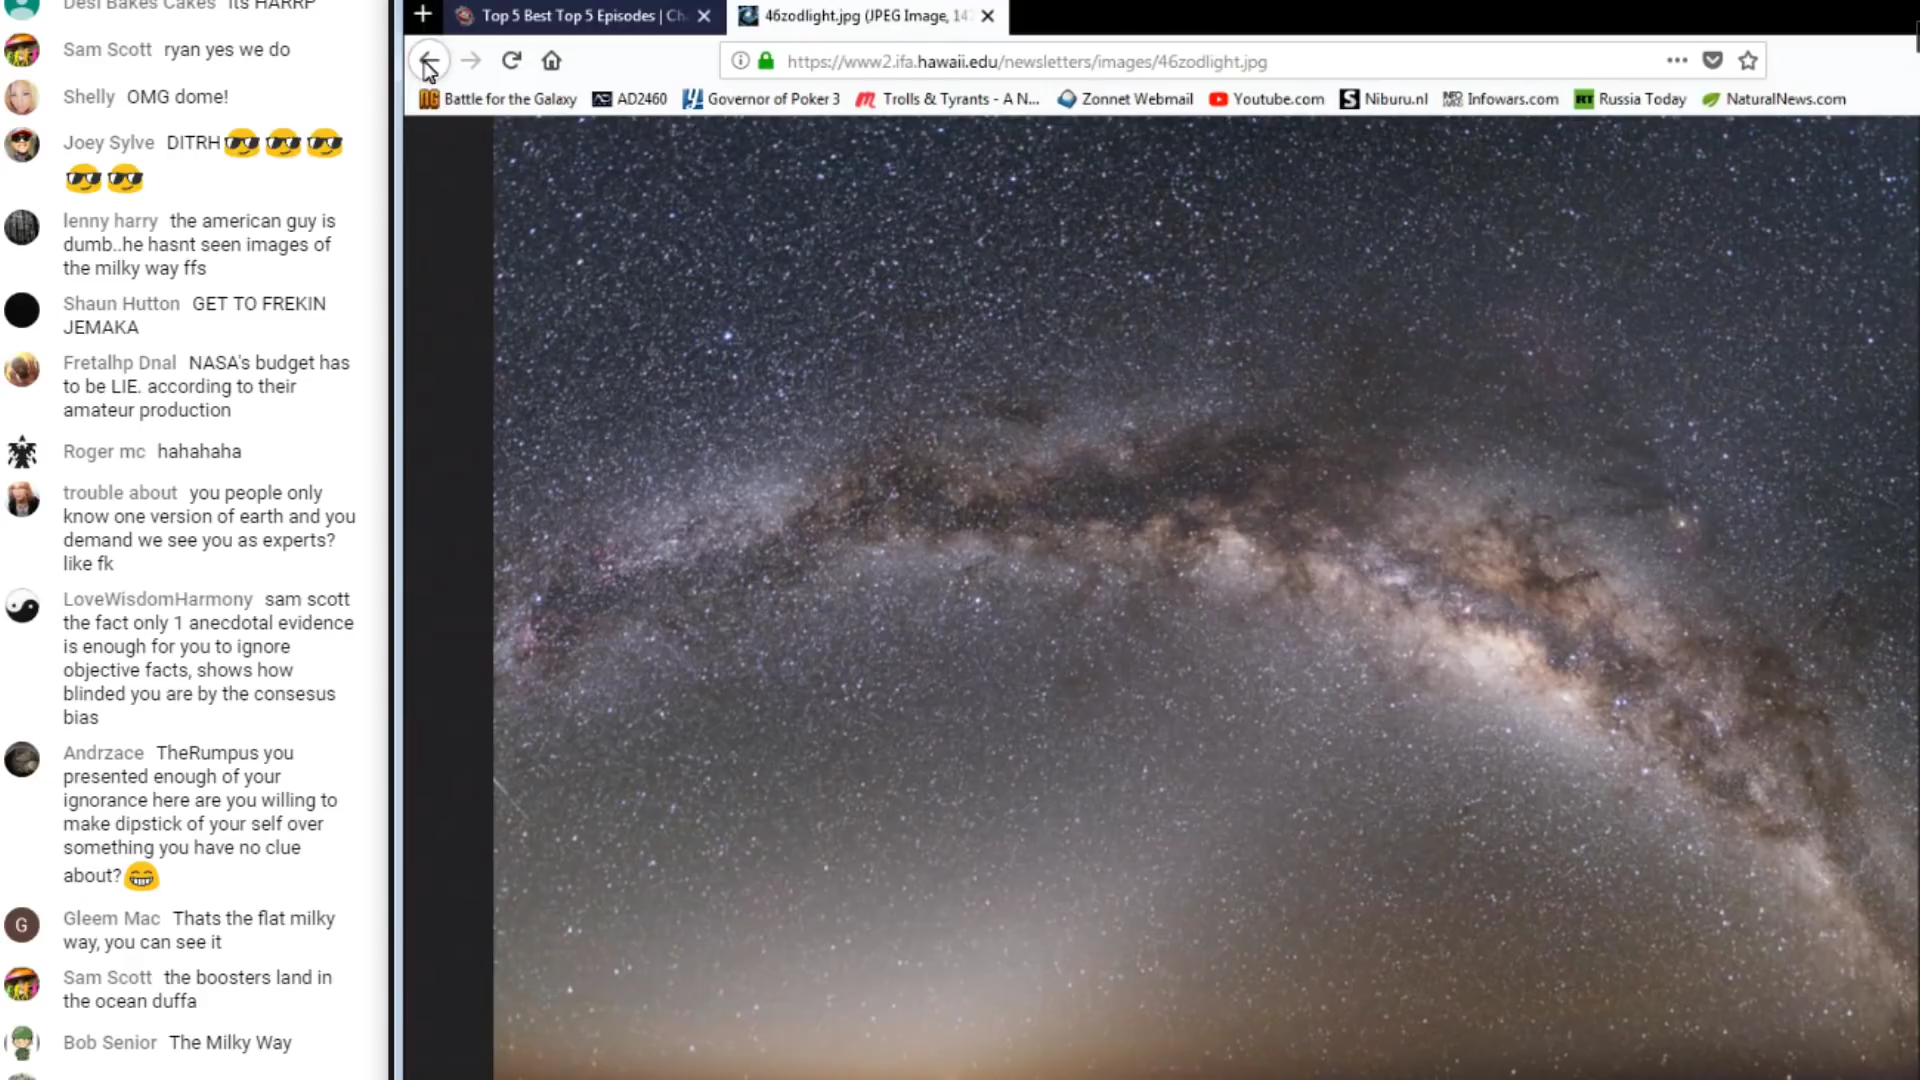 Desi Bakes Cakes its HARRP
Sam Scott ryan yes we do
Shelly OMG dome!
Joey Sylve DITRH
lenny harry the american guy is
dumb..he hasnt seen images of
the milky way ffs
Shaun Hutton GET TO FREKIN
JEMAKA
Fretalhp Dnal NASA's budget has
to be LIE. according to their
amateur production
Roger mc hahahaha
trouble about you people only
know one version of earth and you
demand we see you as experts?
like fk
LoveWisdomHarmony sam scott
the fact only 1 anecdotal evidence
is enough for you to ignore
objective facts, shows how
blinded you are by the consesus
bias
Andrzace TheRumpus you
presented enough of your
ignorance here are you willing to
make dipstick of your self over
something you have no clue
about?
G
Gleem Mac Thats the flat milky
way, you can see it
Sam Scott the boosters land in
the ocean duffa
Bob Senior The Milky Way
Top 5 Best Top 5 Episodes | Ch
46zodlight.jpg (JPEG Image, 14
https://www2.ifa.hawaii.edu/newsletters/images/46zodlight.jpg
Battle for the Galaxy AD2460 Governor of Poker 3 Trolls & Tyrants - A N... Zonnet Webmail Youtube.com S Niburu.nl Infowars.com RT Russia Today NaturalNews.com